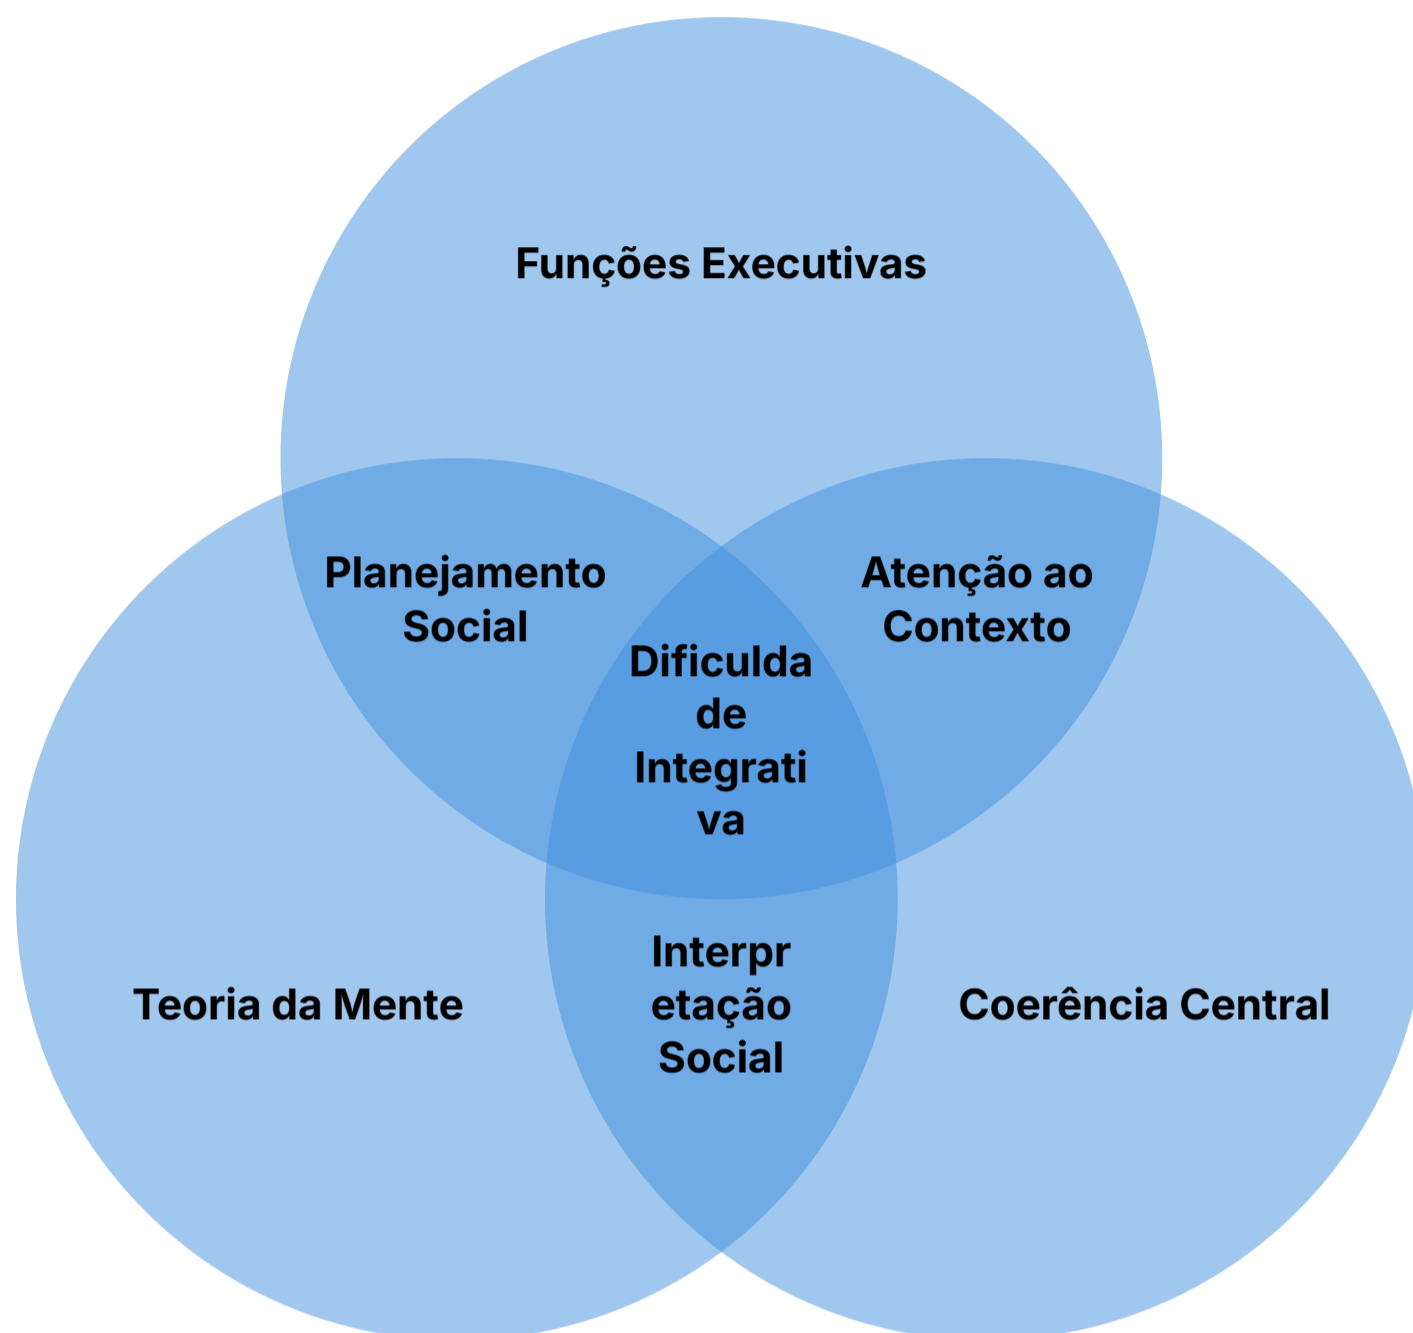 Funções Executivas
Planejamento
Social
Atenção ao
Contexto
Dificulda
de
Integrati
va
Teoria da Mente
Interpr
etação
Social
Coerência Central